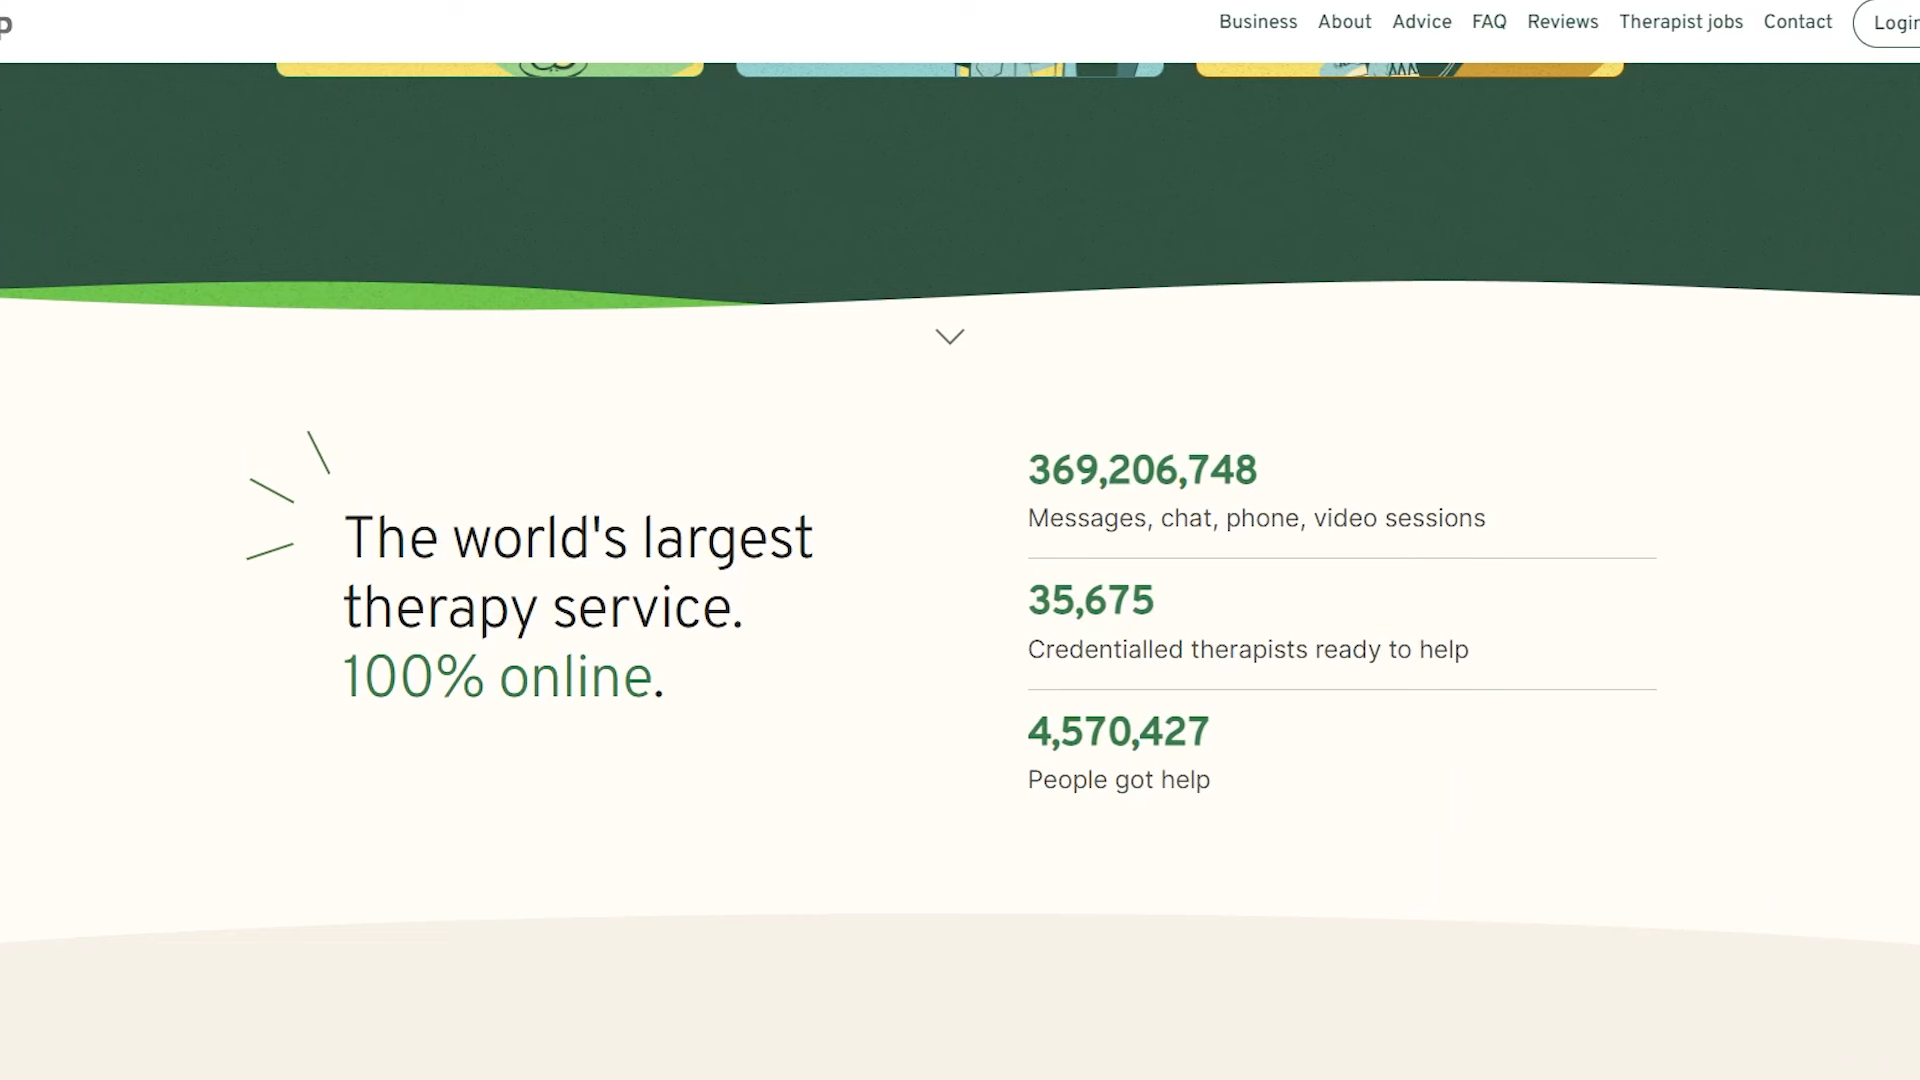 p
Business About Advice FAQ Reviews Therapist jobs Contact Login
The world's largest
therapy service.
100% online.
369,206,748
Messages, chat, phone, video sessions
35,675
Credentialled therapists ready to help
4,570,427
People got help